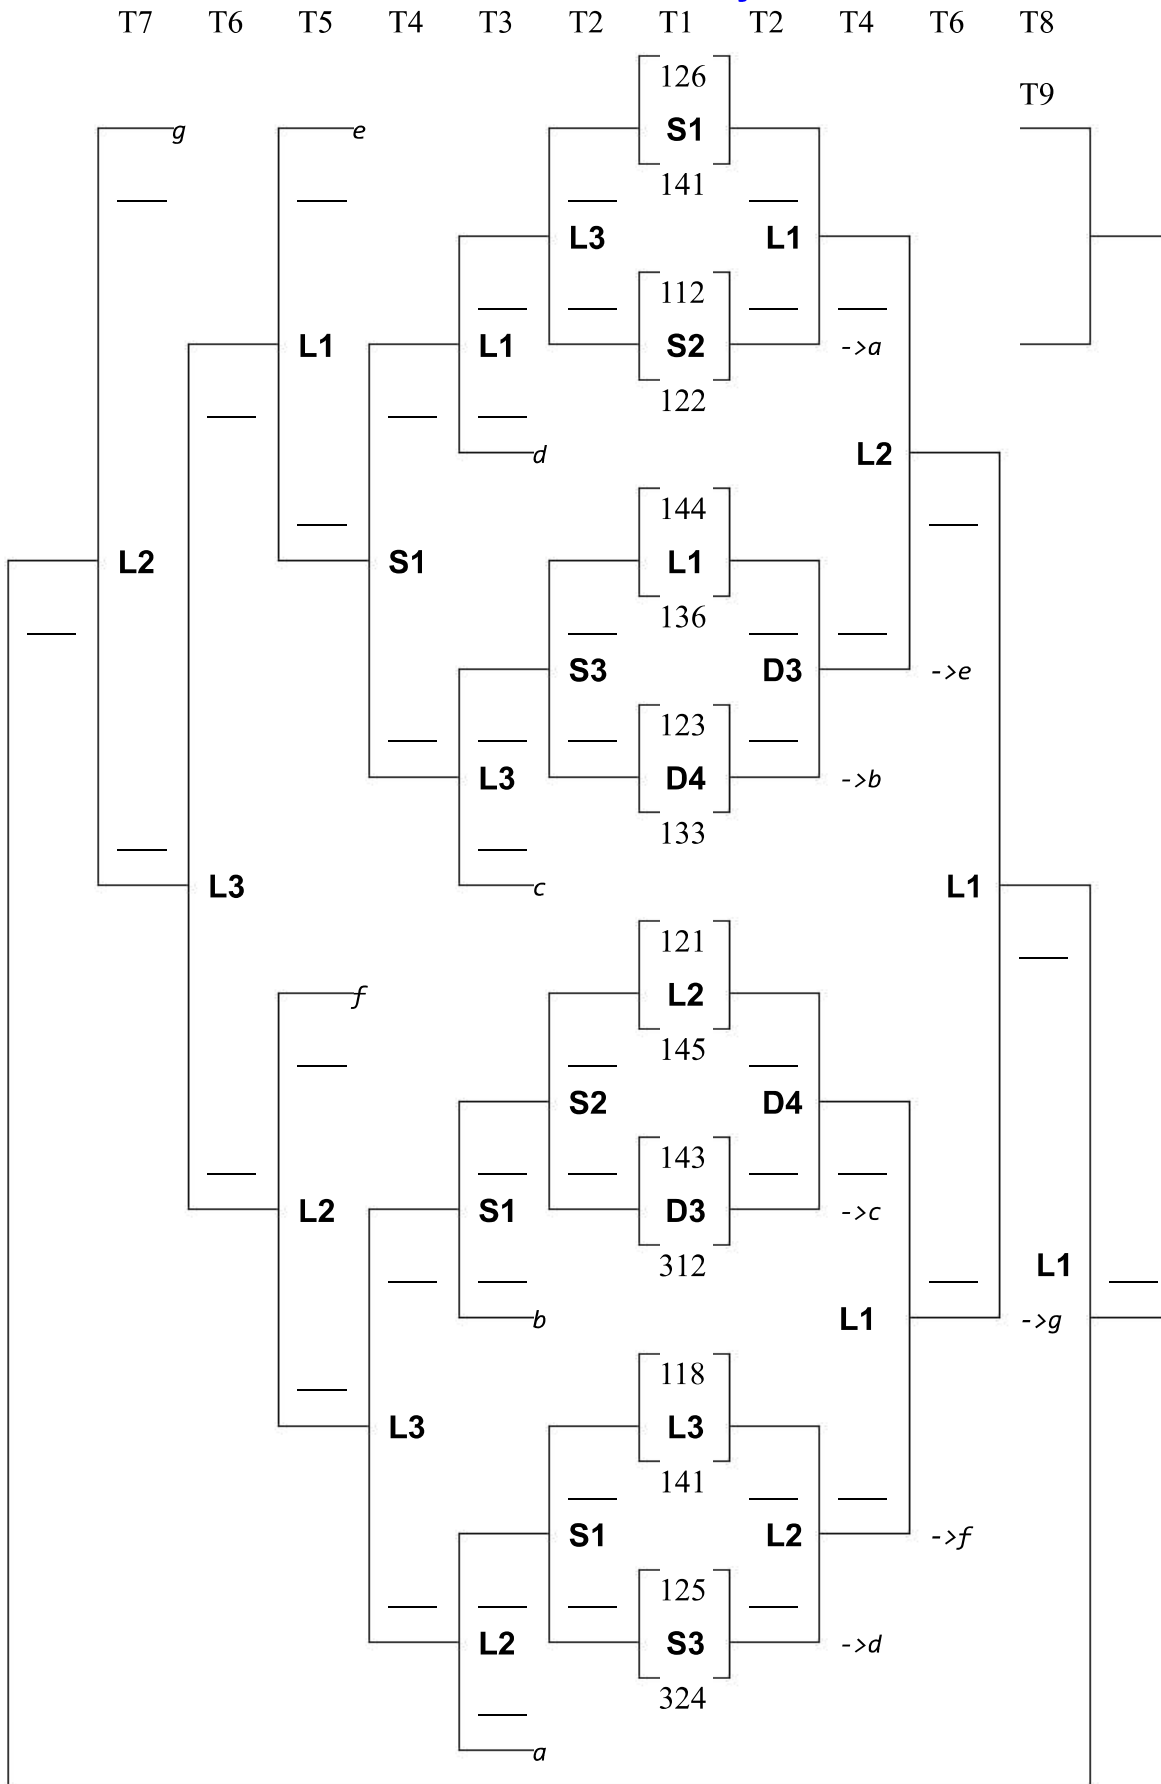 T7 T6 T5 T4 T3 T2 T1 T2 T4 T6 T8
126
T9
g e S1
141
L3 L1
112
L1 L1 S2 ->a
122
d L2
144
L2 S1 L1
136
S3 D3 ->e
123
L3 D4 ->b
133
L3 c L1
121
f L2
145
S2 D4
143
L2 S1 D3 ->c
312 L1
b L1 ->g
118
L3 L3
141
S1 L2 ->f
125
L2 S3 ->d
324
a